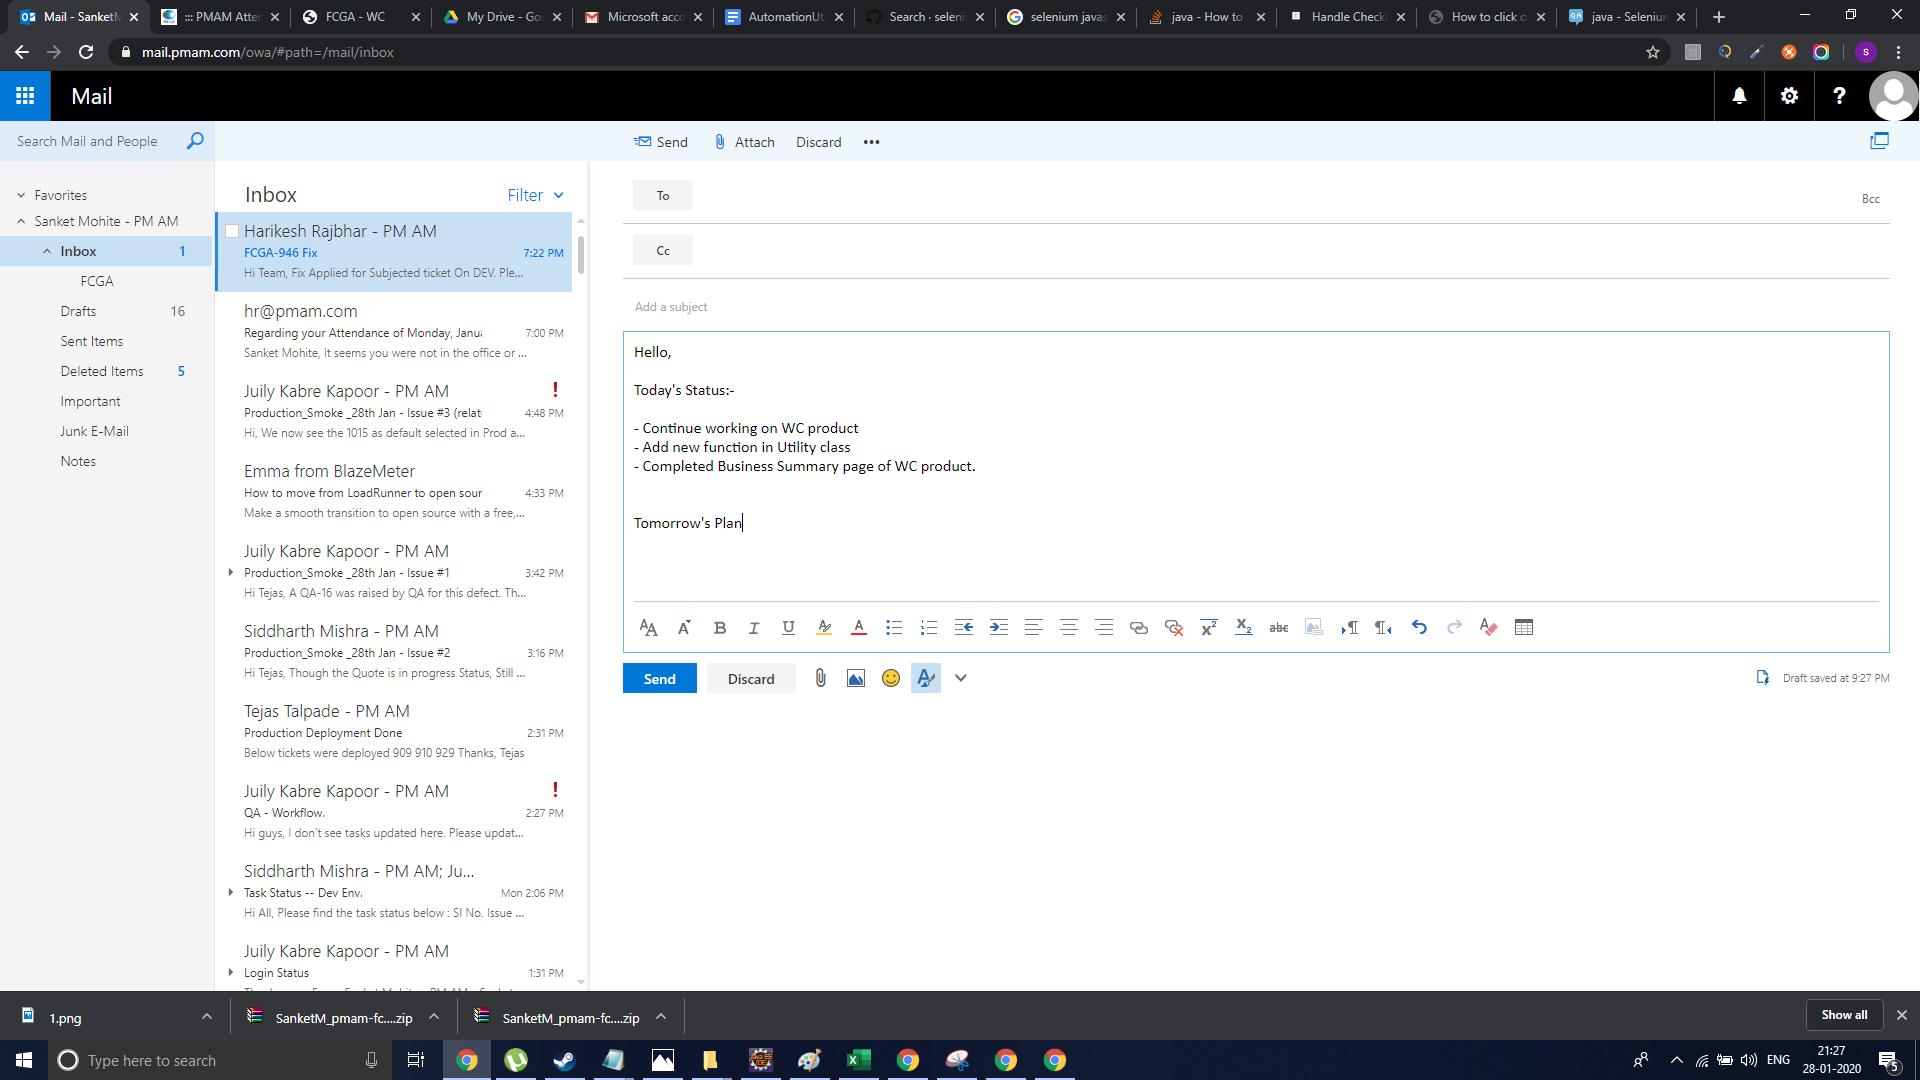 Mail - SanketM
::: PMAM Atten
FCGA - WC
My Drive - Goo
Microsoft acco
AutomationUt
Search · seleni
selenium javas
java - How to
Handle Check
How to click o
java - Selenium
mail.pmam.com/owa/#path=/mail/inbox
S
Mail
?
Search Mail and People
Send
Attach
Discard
•••
Favorites
Sanket Mohite - PM AM
Inbox 1
FCGA
Drafts 16
Sent Items
Deleted Items 5
Important
Junk E-Mail
Notes
Inbox
Filter
Harikesh Rajbhar - PM AM
FCGA-946 Fix 7:22 PM
Hi Team, Fix Applied for Subjected ticket On DEV. Ple...
hr@pmam.com
Regarding your Attendance of Monday, Janua 7:00 PM
Sanket Mohite, It seems you were not in the office or ...
Juily Kabre Kapoor - PM AM !
Production_Smoke _28th Jan - Issue #3 (relat 4:48 PM
Hi, We now see the 1015 as default selected in Prod a...
Emma from BlazeMeter
How to move from LoadRunner to open sour 4:33 PM
Make a smooth transition to open source with a free,...
Juily Kabre Kapoor - PM AM
Production_Smoke _28th Jan - Issue #1 3:42 PM
Hi Tejas, A QA-16 was raised by QA for this defect. Th...
Siddharth Mishra - PM AM
Production_Smoke _28th Jan - Issue #2 3:16 PM
Hi Tejas, Though the Quote is in progress Status, Still ...
Tejas Talpade - PM AM
Production Deployment Done 2:31 PM
Below tickets were deployed 909 910 929 Thanks, Tejas
Juily Kabre Kapoor - PM AM !
QA - Workflow. 2:27 PM
Hi guys, I don't see tasks updated here. Please updat...
Siddharth Mishra - PM AM; Ju...
Task Status -- Dev Env. Mon 2:06 PM
Hi All, Please find the task status below : Sl No. Issue ...
Juily Kabre Kapoor - PM AM
Login Status 1:31 PM
To
Bcc
Cc
Add a subject
Hello,
Today's Status:-
- Continue working on WC product
- Add new function in Utility class
- Completed Business Summary page of WC product.
Tomorrow's Plan
Send
Discard
Draft saved at 9:27 PM
1.png
SanketM_pmam-fc....zip
SanketM_pmam-fc....zip
Show all
Type here to search
ENG
21:27
28-01-2020
5